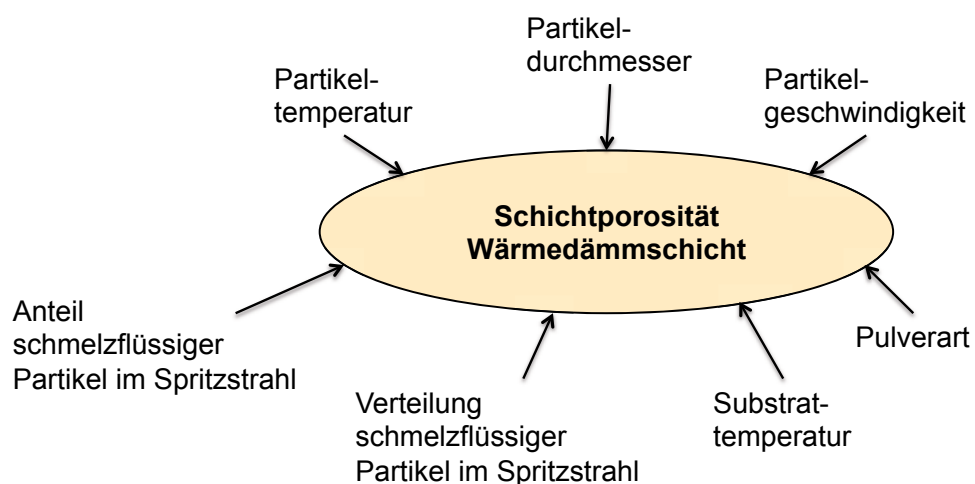 Partikel-
durchmesser
Partikel-
temperatur
Partikel-
geschwindigkeit
Schichtporosität
Wärmedämmschicht
Anteil
schmelzflüssiger
Partikel im Spritzstrahl
Verteilung
schmelzflüssiger
Partikel im Spritzstrahl
Substrat-
temperatur
Pulverart